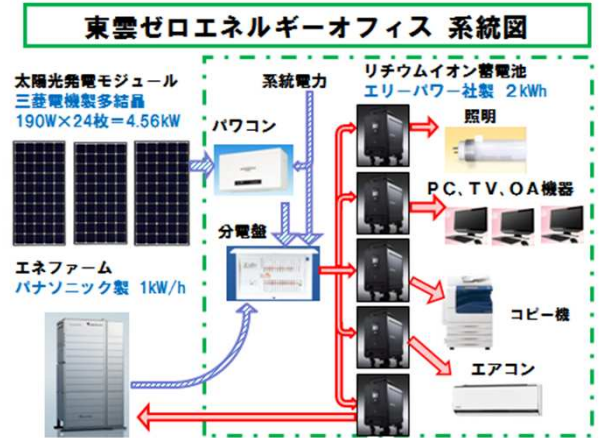 東雲ゼロエネルギーオフィス 系統図
太陽光発電モジュール
三菱電機製多結晶
190W×24枚＝4.56kW
系統電力
リチウムイオン蓄電池
エリーパワー社製 2kWh
パワコン
照明
PC、TV、OA機器
分電盤
エネファーム
パナソニック製 1kW/h
コピー機
エアコン